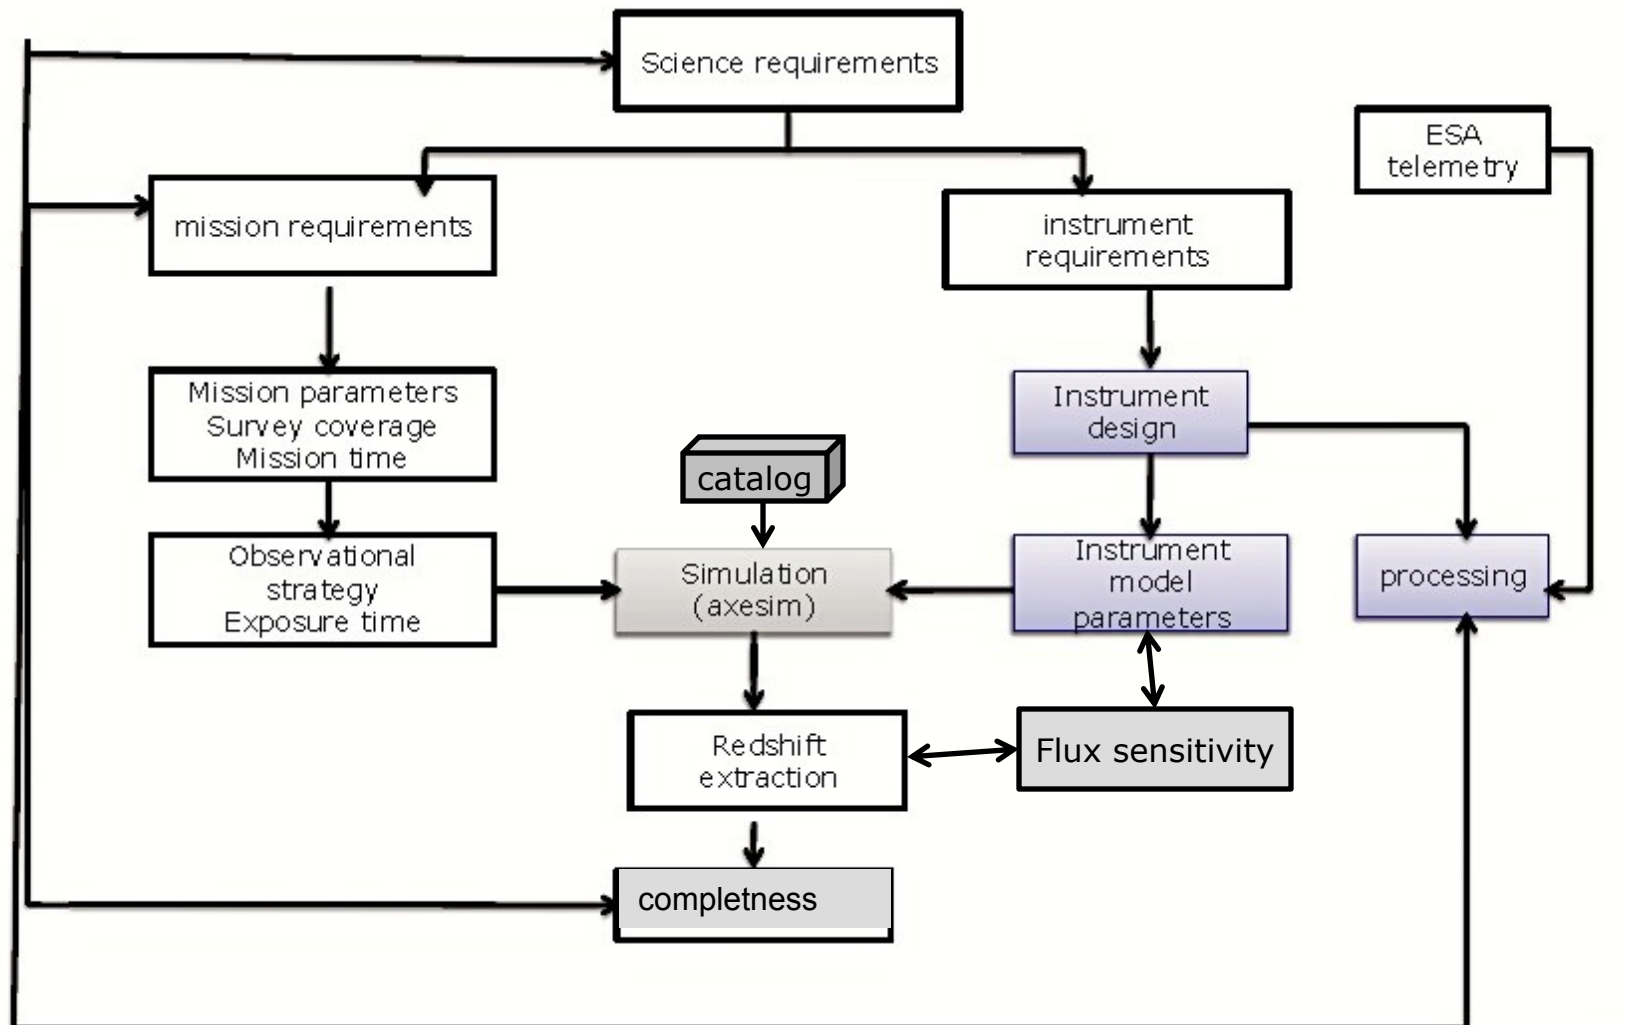 Science requirements
ESA
telemetry
mission requirements
instrument
requirements
Mission parameters
Survey coverage
Mission time
Instrument
design
catalog
Observational
strategy
Exposure time
Simulation
(axesim)
Instrument
model
parameters
processing
Redshift
extraction
Flux sensitivity
completness